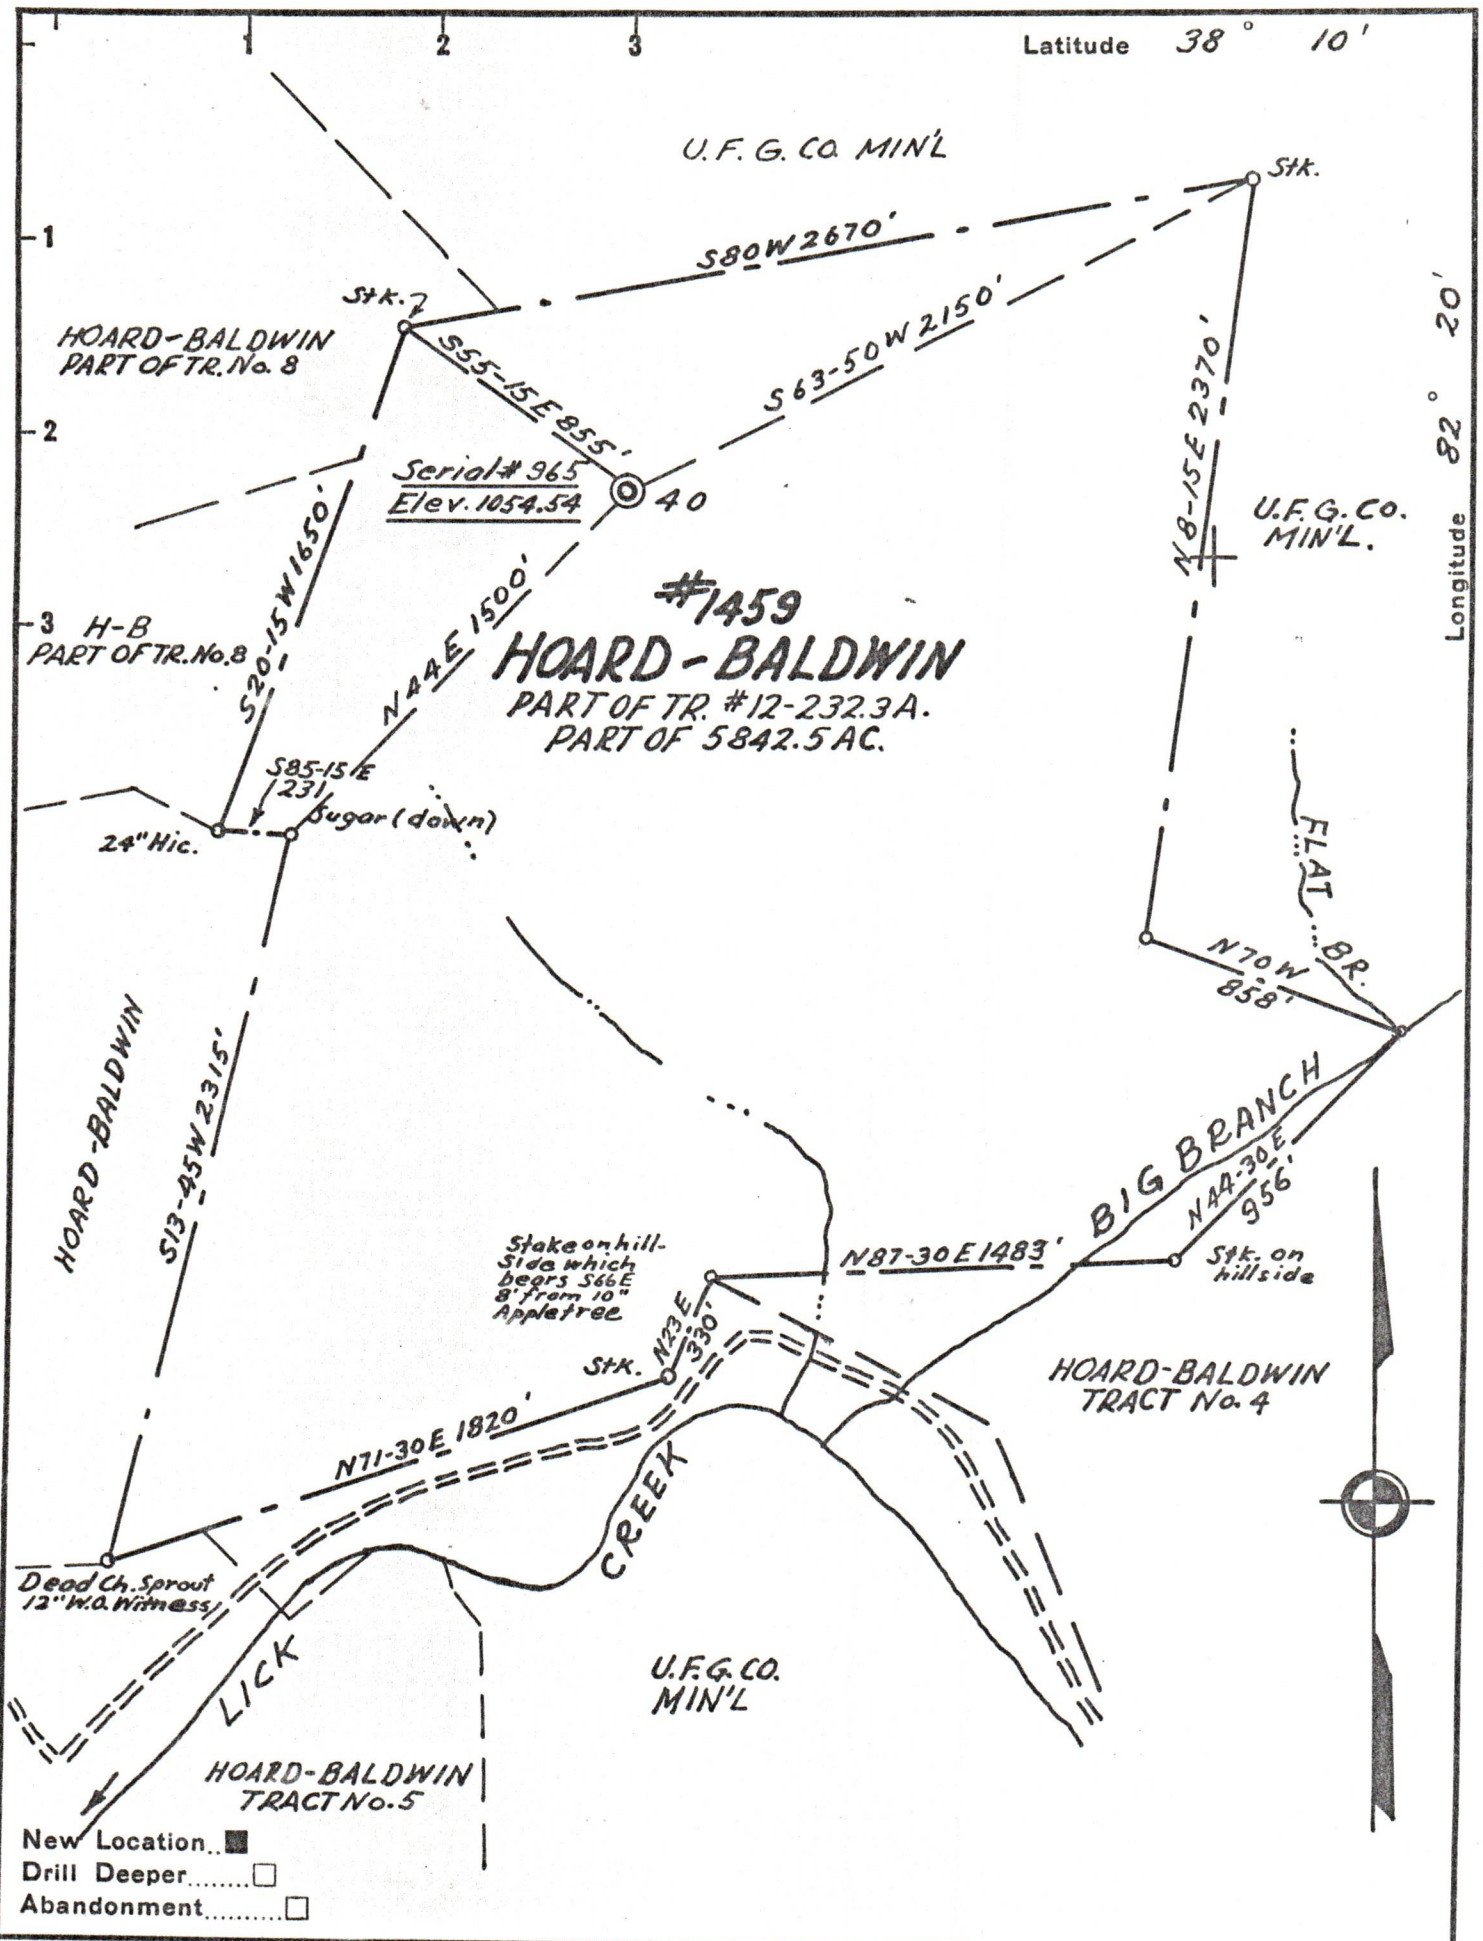 1 2 3
Latitude 38° 10'
U.F.G.CO. MIN'L
Stk.
1
S80W 2670'
Stk.
HOARD-BALDWIN
PART OF TR. No. 8
S55-15E 855'
S63-50W 2150'
N8-15E 2370'
Longitude 82° 20'
2
Serial# 965
Elev. 1054.54
40
U.F.G.CO.
MIN'L.
S20-15W 1650'
N44E 1500'
#1459
HOARD-BALDWIN
PART OF TR. #12-232.3A.
PART OF 5842.5 AC.
3
H-B
PART OF TR. No. 8
S85-15E
231
Sugar (down)
24" Hic.
FLAT BR.
N70W
858'
HOARD-BALDWIN
S13-45W 2315'
BIG BRANCH
N44-30E
956'
Stake on hill-
Side which
bears S66E
8' from 10"
Appletree
N87-30E 1483'
Stk. on
hillside
N23E
330'
Stk.
HOARD-BALDWIN
TRACT No. 4
N71-30E 1820'
CREEK
Dead Ch. Sprout
12" W.O. Witness
LICK
U.F.G.CO.
MIN'L
HOARD-BALDWIN
TRACT No. 5
New Location..■
Drill Deeper........□
Abandonment..........□